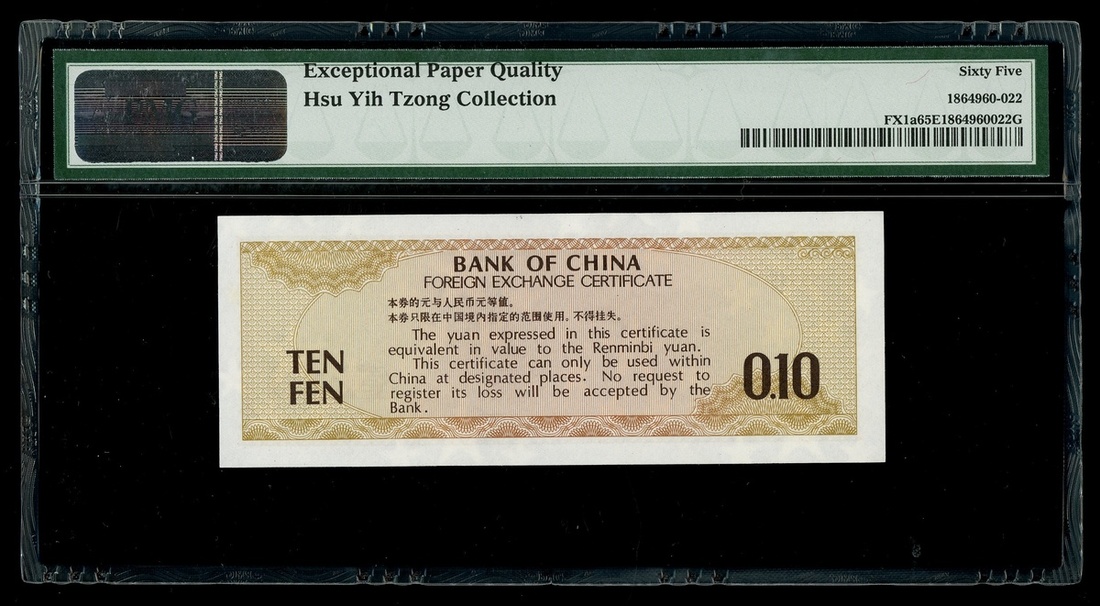 Exceptional Paper Quality
Hsu Yih Tzong Collection
Sixty Five
1864960-022
FX1a65E1864960022G
BANK OF CHINA
FOREIGN EXCHANGE CERTIFICATE
本券的元与人民币元等值。
本券只限在中国境内指定的范围使用。不得挂失。
The yuan expressed in this certificate is
equivalent in value to the Renminbi yuan.
This certificate can only be used within
China at designated places. No request to
register its loss will be accepted by the
Bank.
TEN
FEN
0.10